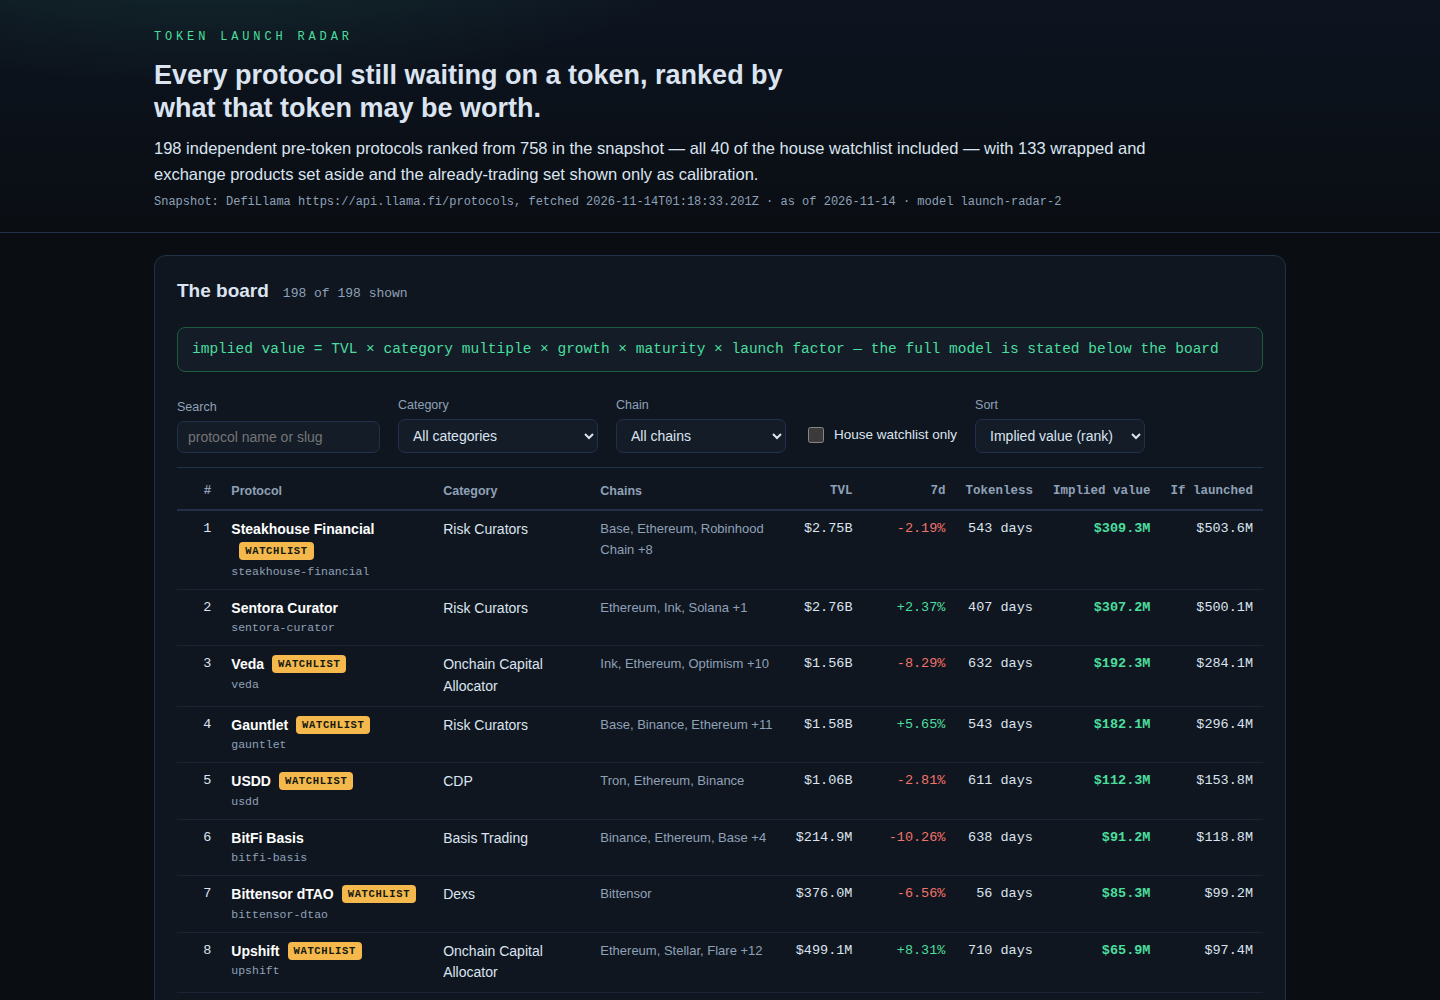 TOKEN LAUNCH RADAR
Every protocol still waiting on a token, ranked by
what that token may be worth.
198 independent pre-token protocols ranked from 758 in the snapshot — all 40 of the house watchlist included — with 133 wrapped and
exchange products set aside and the already-trading set shown only as calibration.
Snapshot: DefiLlama https://api.llama.fi/protocols, fetched 2026-11-14T01:18:33.201Z · as of 2026-11-14 · model launch-radar-2
The board 198 of 198 shown
implied value = TVL × category multiple × growth × maturity × launch factor — the full model is stated below the board
Search Category Chain Sort
protocol name or slug All categories All chains House watchlist only Implied value (rank)
# Protocol Category Chains TVL 7d Tokenless Implied value If launched
1 Steakhouse Financial Risk Curators Base, Ethereum, Robinhood $2.75B -2.19% 543 days $309.3M $503.6M
WATCHLIST Chain +8
steakhouse-financial
2 Sentora Curator Risk Curators Ethereum, Ink, Solana +1 $2.76B +2.37% 407 days $307.2M $500.1M
sentora-curator
3 Veda WATCHLIST Onchain Capital Ink, Ethereum, Optimism +10 $1.56B -8.29% 632 days $192.3M $284.1M
veda Allocator
4 Gauntlet WATCHLIST Risk Curators Base, Binance, Ethereum +11 $1.58B +5.65% 543 days $182.1M $296.4M
gauntlet
5 USDD WATCHLIST CDP Tron, Ethereum, Binance $1.06B -2.81% 611 days $112.3M $153.8M
usdd
6 BitFi Basis Basis Trading Binance, Ethereum, Base +4 $214.9M -10.26% 638 days $91.2M $118.8M
bitfi-basis
7 Bittensor dTAO WATCHLIST Dexs Bittensor $376.0M -6.56% 56 days $85.3M $99.2M
bittensor-dtao
8 Upshift WATCHLIST Onchain Capital Ethereum, Stellar, Flare +12 $499.1M +8.31% 710 days $65.9M $97.4M
upshift Allocator